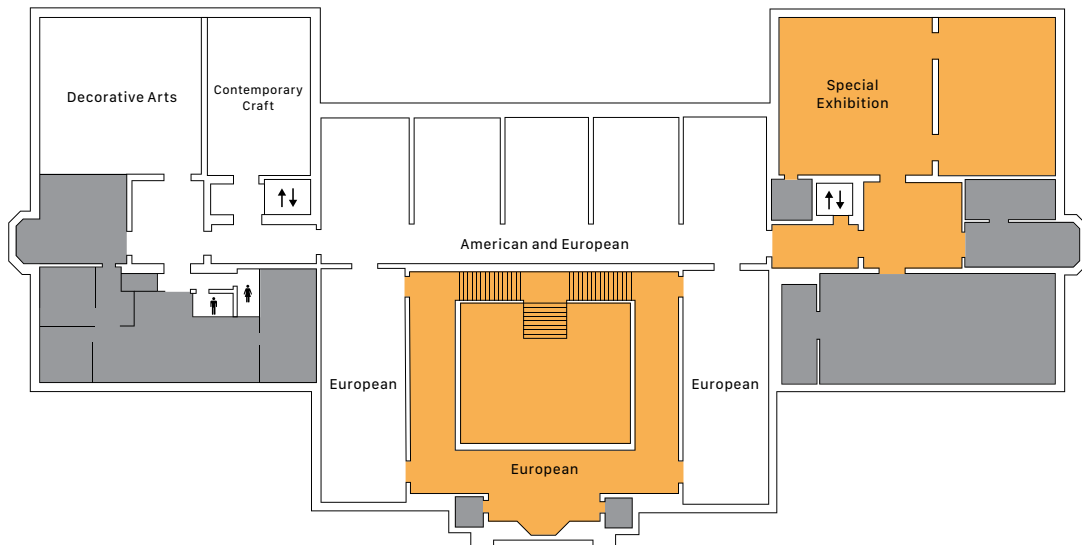 Decorative Arts
Contemporary
Craft
Special
Exhibition
American and European
European
European
European